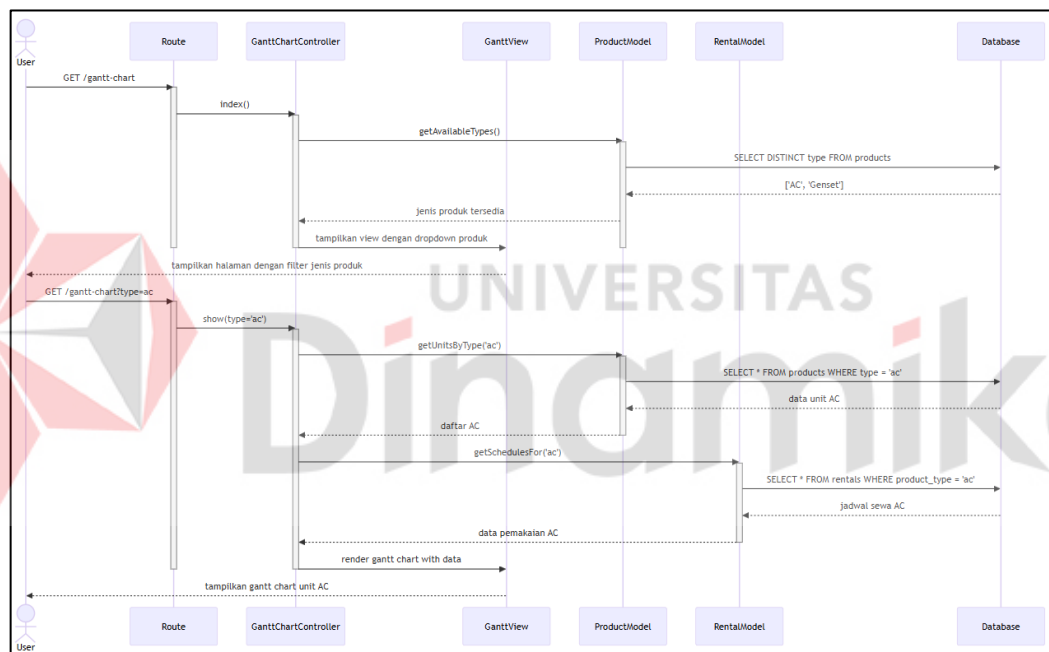 Route
GanttChartController
GanttView
ProductModel
RentalModel
Database
User
GET /gantt-chart
index()
getAvailableTypes()
SELECT DISTINCT type FROM products
['AC', 'Genset']
jenis produk tersedia
tampilkan view dengan dropdown produk
tampilkan halaman dengan filter jenis produk
UNIVERSITAS
Dinamika
GET /gantt-chart?type=ac
show(type='ac')
getUnitsByType('ac')
SELECT * FROM products WHERE type = 'ac'
data unit AC
daftar AC
getSchedulesFor('ac')
SELECT * FROM rentals WHERE product_type = 'ac'
jadwal sewa AC
data pemakaian AC
render gantt chart with data
tampilkan gantt chart unit AC
Route
GanttChartController
GanttView
ProductModel
RentalModel
Database
User